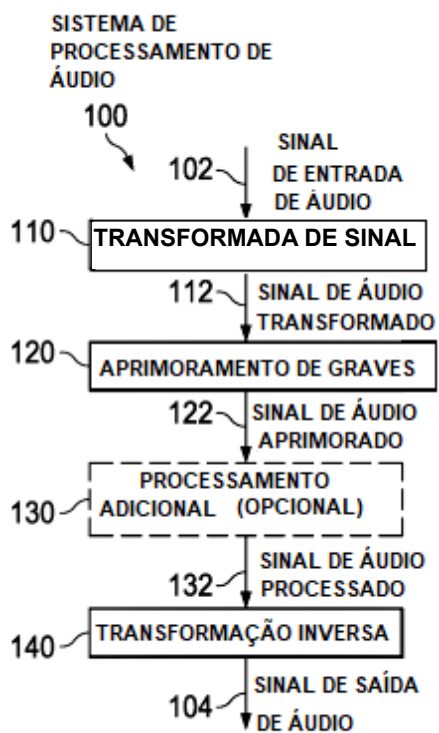 SISTEMA DE
PROCESSAMENTO DE
ÁUDIO
100
SINAL
102
DE ENTRADA
DE ÁUDIO
110
TRANSFORMADA DE SINAL
112
SINAL DE ÁUDIO
TRANSFORMADO
120
APRIMORAMENTO DE GRAVES
122
SINAL DE ÁUDIO
APRIMORADO
PROCESSAMENTO
130
ADICIONAL (OPCIONAL)
132
SINAL DE ÁUDIO
PROCESSADO
140
TRANSFORMAÇÃO INVERSA
104
SINAL DE SAÍDA
DE ÁUDIO